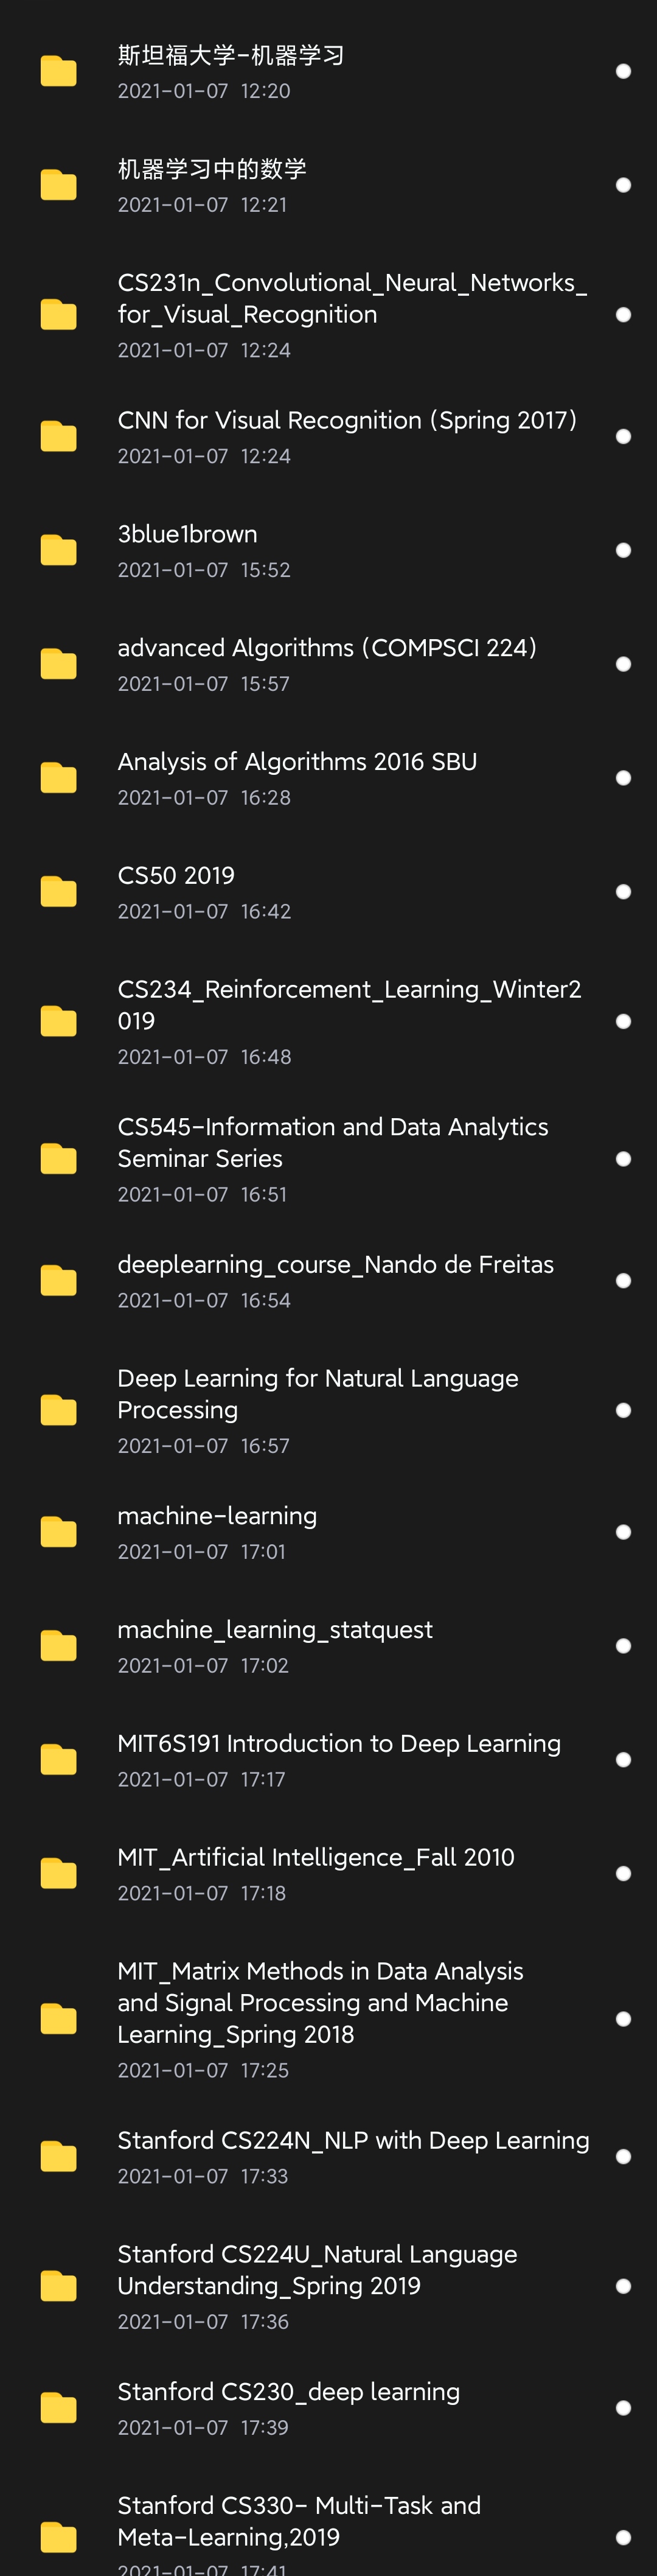 斯坦福大学-机器学习
2021-01-07 12:20
机器学习中的数学
2021-01-07 12:21
CS231n_Convolutional_Neural_Networks_
for_Visual_Recognition
2021-01-07 12:24
CNN for Visual Recognition (Spring 2017)
2021-01-07 12:24
3blue1brown
2021-01-07 15:52
advanced Algorithms (COMPSCI 224)
2021-01-07 15:57
Analysis of Algorithms 2016 SBU
2021-01-07 16:28
CS50 2019
2021-01-07 16:42
CS234_Reinforcement_Learning_Winter2
019
2021-01-07 16:48
CS545-Information and Data Analytics
Seminar Series
2021-01-07 16:51
deeplearning_course_Nando de Freitas
2021-01-07 16:54
Deep Learning for Natural Language
Processing
2021-01-07 16:57
machine-learning
2021-01-07 17:01
machine_learning_statquest
2021-01-07 17:02
MIT6S191 Introduction to Deep Learning
2021-01-07 17:17
MIT_Artificial Intelligence_Fall 2010
2021-01-07 17:18
MIT_Matrix Methods in Data Analysis
and Signal Processing and Machine
Learning_Spring 2018
2021-01-07 17:25
Stanford CS224N_NLP with Deep Learning
2021-01-07 17:33
Stanford CS224U_Natural Language
Understanding_Spring 2019
2021-01-07 17:36
Stanford CS230_deep learning
2021-01-07 17:39
Stanford CS330- Multi-Task and
Meta-Learning,2019
2021-01-07 17:41